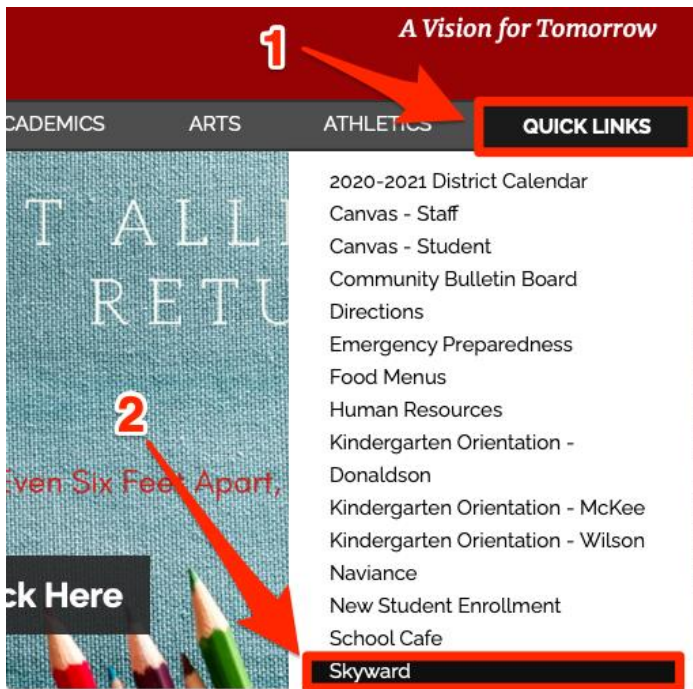 A Vision for Tomorrow
1
CADEMICS ARTS ATHLETICS QUICK LINKS
2020-2021 District Calendar
Canvas - Staff
Canvas - Student
Community Bulletin Board
Directions
Emergency Preparedness
Food Menus
Human Resources
Kindergarten Orientation -
Donaldson
Kindergarten Orientation - McKee
Kindergarten Orientation - Wilson
Naviance
New Student Enrollment
School Cafe
Skyward
T ALLI
RETU
2
Even Six Feet Apart,
ck Here